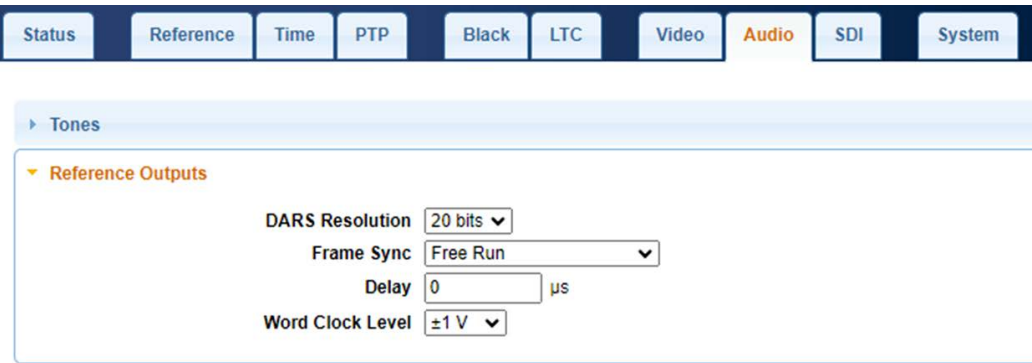 Status Reference Time PTP Black LTC Video Audio SDI System
Tones
Reference Outputs
DARS Resolution 20 bits
Frame Sync Free Run
Delay 0 µs
Word Clock Level ±1 V